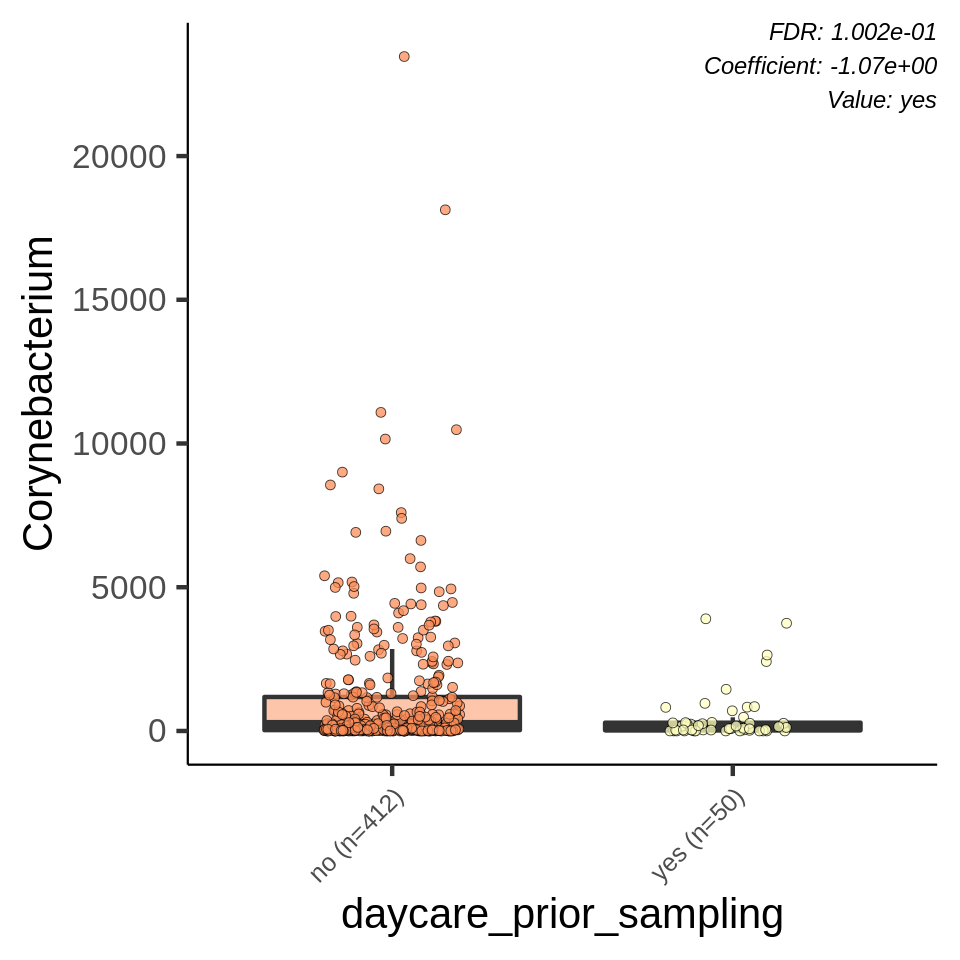 FDR: 1.002e-01
Coefficient: -1.07e+00
Value: yes
Corynebacterium
20000
15000
10000
5000
0
no (n=412)
yes (n=50)
daycare_prior_sampling